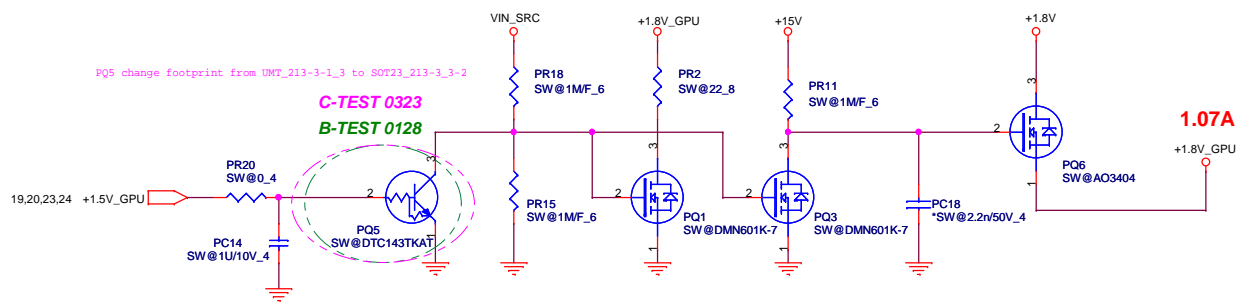 VIN_SRC
+1.8V_GPU
+15V
+1.8V
PQ5 change footprint from UMT_213-3-1_3 to SOT23_213-3_3-2
C-TEST 0323
B-TEST 0128
PR18
SW@1M/F_6
PR2
SW@22_8
PR11
SW@1M/F_6
3
2
1
PQ6
SW@AO3404
1.07A
+1.8V_GPU
19,20,23,24 +1.5V_GPU
PR20
SW@0_4
2
3
1
PQ5
SW@DTC143TKAT
PC14
SW@1U/10V_4
PR15
SW@1M/F_6
2
3
1
PQ1
SW@DMN601K-7
2
3
1
PQ3
SW@DMN601K-7
PC18
*SW@2.2n/50V_4